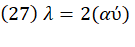 (27) λ = 2(αύ)